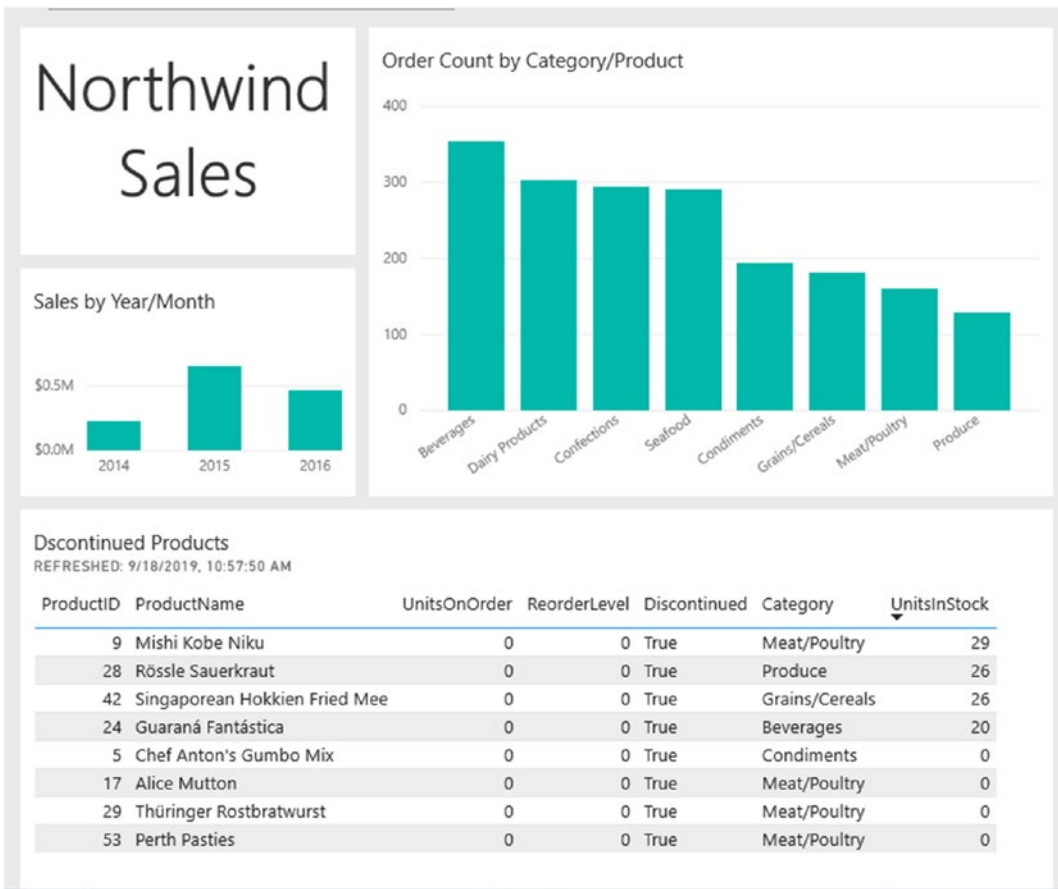 Northwind
Sales
Order Count by Category/Product
400
300
200
100
0
Beverages
Dairy Products
Confections
Seafood
Condiments
Grains/Cereals
Meat/Poultry
Produce
Sales by Year/Month
$0.5M
$0.0M
2014 2015 2016
Dscontinued Products
REFRESHED: 9/18/2019, 10:57:50 AM
ProductID ProductName UnitsOnOrder ReorderLevel Discontinued Category UnitsInStock
9 Mishi Kobe Niku 0 0 True Meat/Poultry 29
28 Rössle Sauerkraut 0 0 True Produce 26
42 Singaporean Hokkien Fried Mee 0 0 True Grains/Cereals 26
24 Guaraná Fantástica 0 0 True Beverages 20
5 Chef Anton's Gumbo Mix 0 0 True Condiments 0
17 Alice Mutton 0 0 True Meat/Poultry 0
29 Thüringer Rostbratwurst 0 0 True Meat/Poultry 0
53 Perth Pasties 0 0 True Meat/Poultry 0